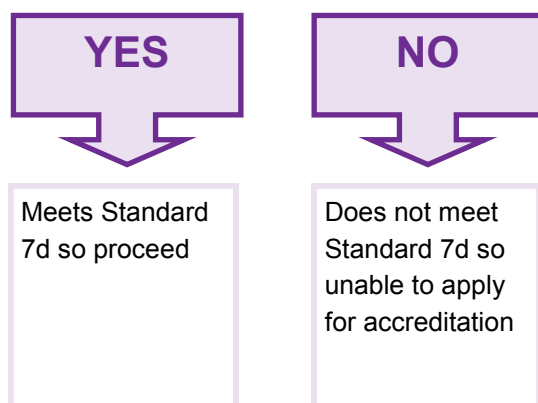 YES
Meets Standard
7d so proceed
NO
Does not meet
Standard 7d so
unable to apply
for accreditation